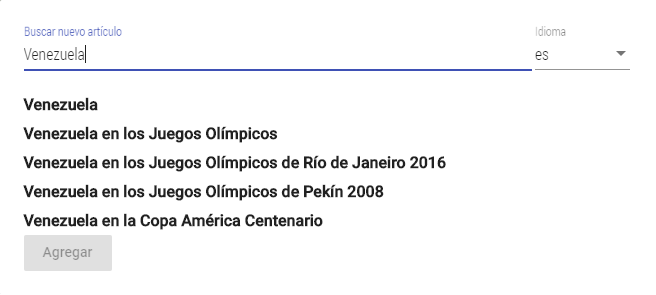 Buscar nuevo artículo
Idioma
Venezuela
es
Venezuela
Venezuela en los Juegos Olímpicos
Venezuela en los Juegos Olímpicos de Río de Janeiro 2016
Venezuela en los Juegos Olímpicos de Pekín 2008
Venezuela en la Copa América Centenario
Agregar